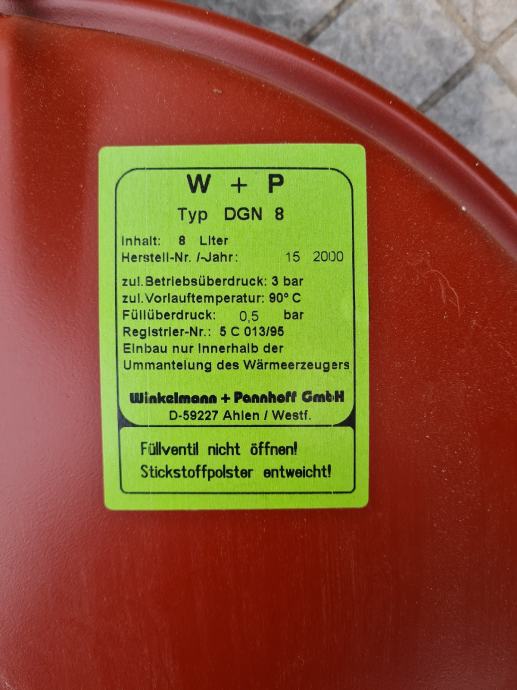 W + P
Typ DGN 8
Inhalt: 8 Liter
Herstell-Nr. /-Jahr: 15 2000
zul.Betriebsüberdruck: 3 bar
zul.Vorlauftemperatur: 90° C
Füllüberdruck: 0,5 bar
Registrier-Nr.: 5 C 013/95
Einbau nur innerhalb der
Ummantelung des Wärmeerzeugers
Winkelmann + Pannhoff GmbH
D-59227 Ahlen / Westf.
Füllventil nicht öffnen!
Stickstoffpolster entweicht!